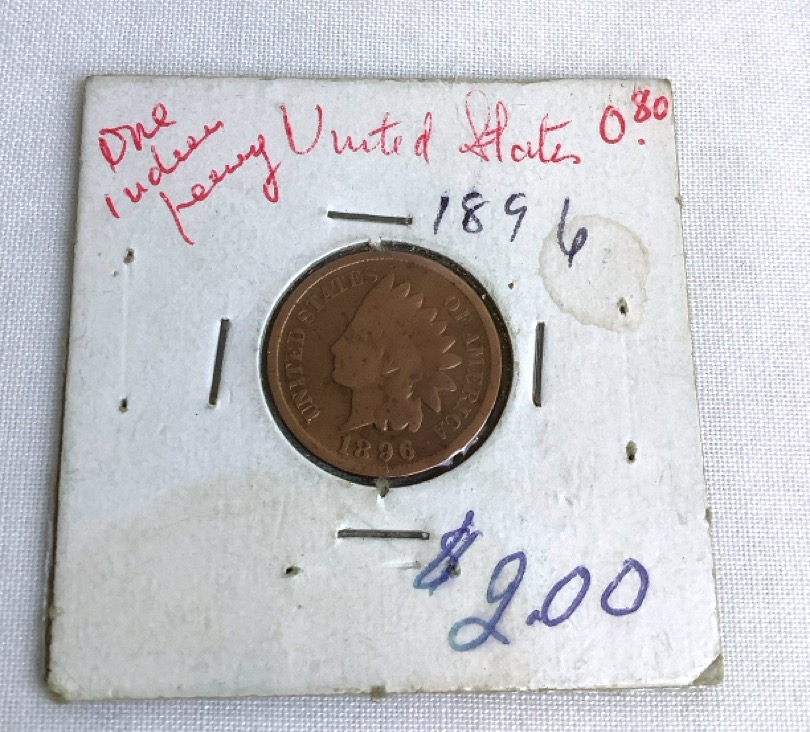 One
Indian
penny
United States 0.80
1896
UNITED STATES OF AMERICA
1896
$2.00